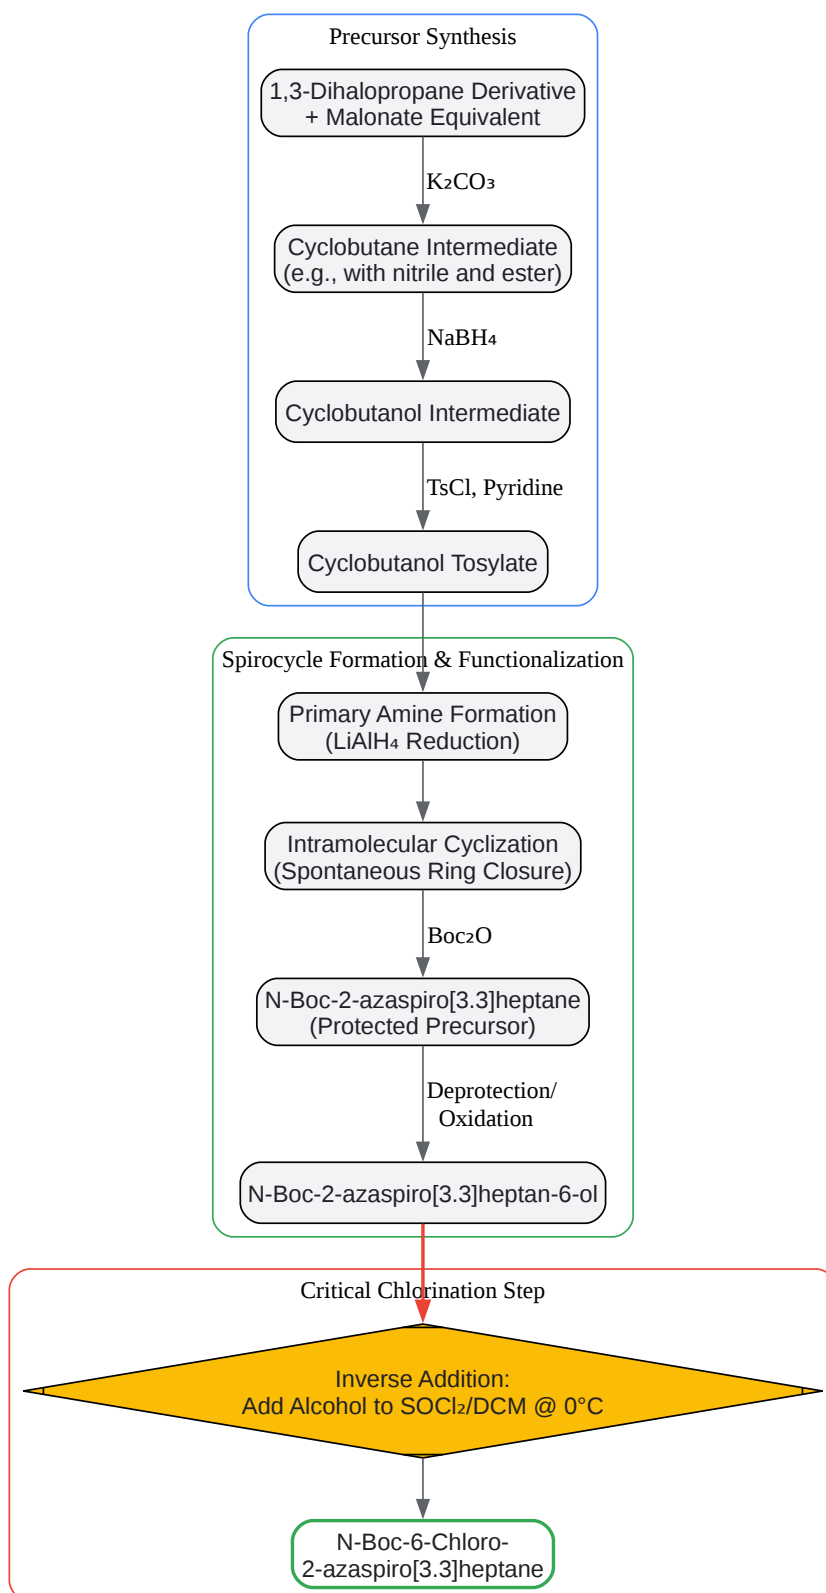 Precursor Synthesis
1,3-Dihalopropane Derivative
+ Malonate Equivalent
K₂CO₃
Cyclobutane Intermediate
(e.g., with nitrile and ester)
NaBH₄
Cyclobutanol Intermediate
TsCl, Pyridine
Cyclobutanol Tosylate
Spirocycle Formation & Functionalization
Primary Amine Formation
(LiAlH₄ Reduction)
Intramolecular Cyclization
(Spontaneous Ring Closure)
Boc₂O
N-Boc-2-azaspiro[3.3]heptane
(Protected Precursor)
Deprotection/
Oxidation
N-Boc-2-azaspiro[3.3]heptan-6-ol
Critical Chlorination Step
Inverse Addition:
Add Alcohol to SOCl₂/DCM @ 0°C
N-Boc-6-Chloro-
2-azaspiro[3.3]heptane